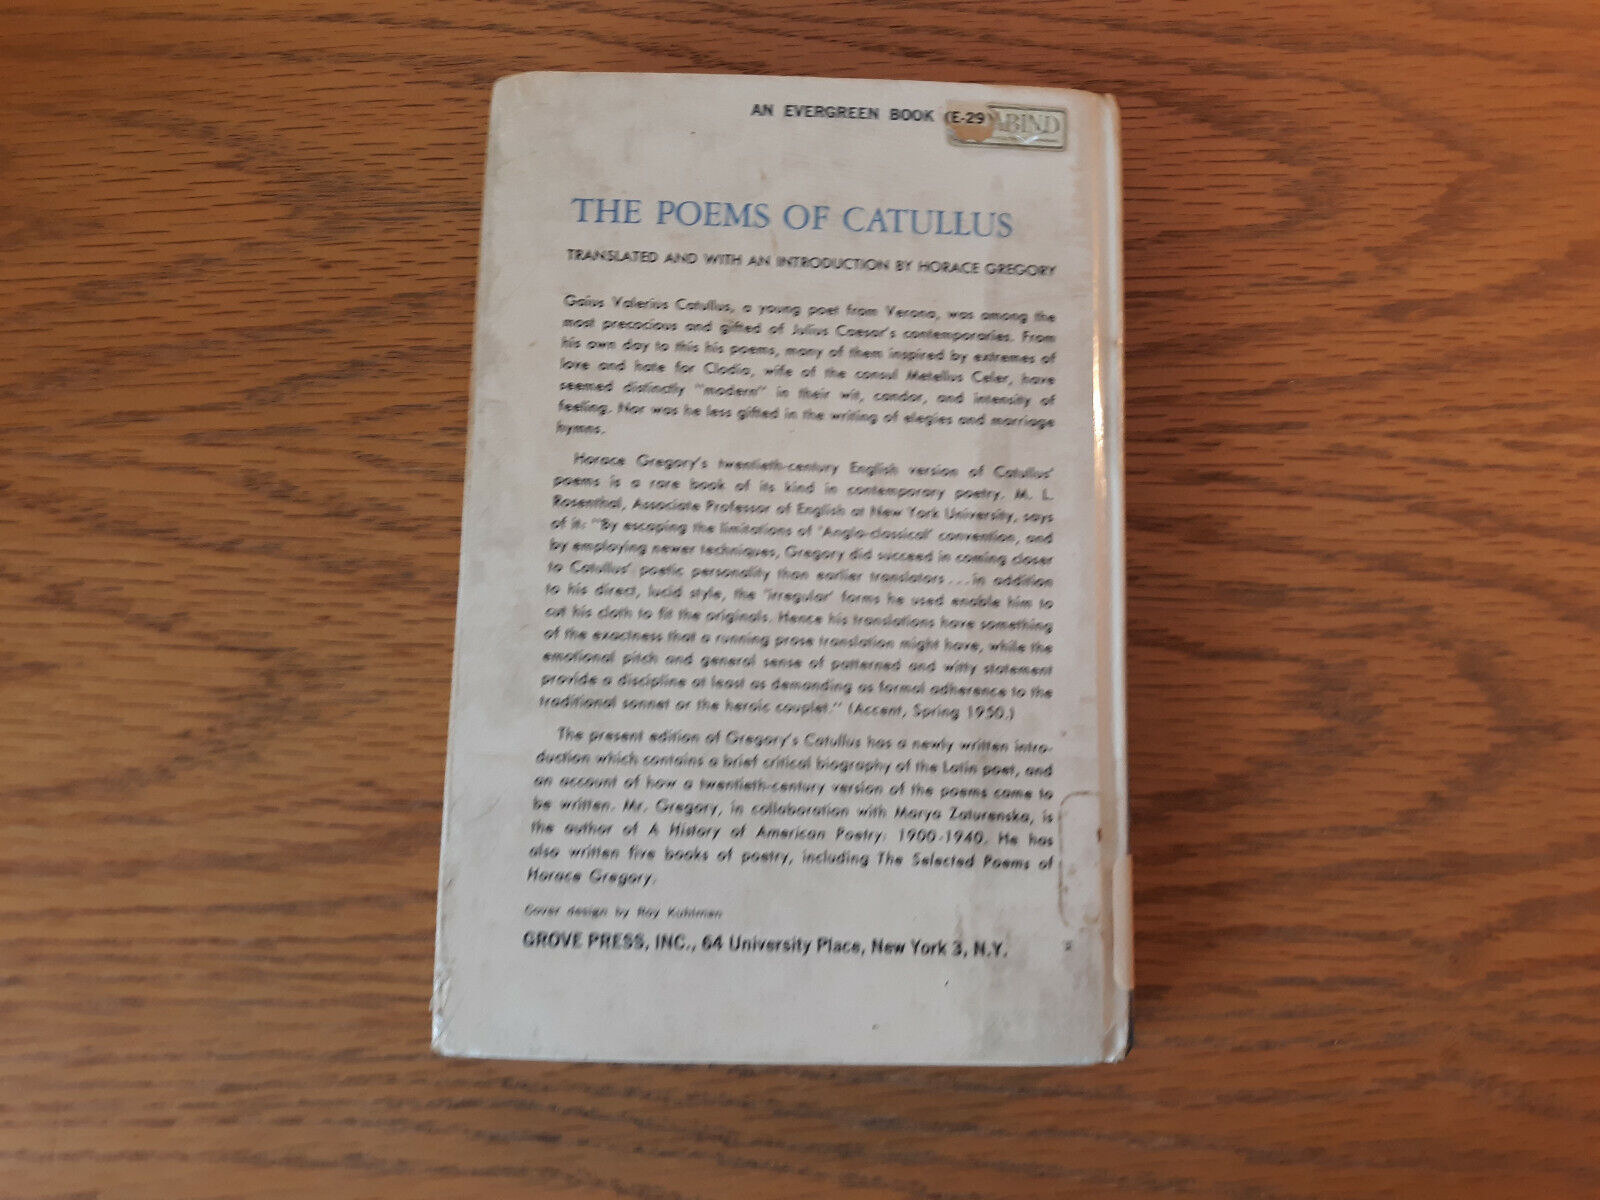 AN EVERGREEN BOOK (E-29)
ABIND
THE POEMS OF CATULLUS
TRANSLATED AND WITH AN INTRODUCTION BY HORACE GREGORY
Gaius Valerius Catullus, a young poet from Verona, was among the
most precocious and gifted of Julius Caesar's contemporaries. From
his own day to this his poems, many of them inspired by extremes of
love and hate for Clodia, wife of the consul Metellus Celer, have
seemed distinctly "modern" in their wit, candor, and intensity of
feeling. Nor was he less gifted in the writing of elegies and marriage
hymns.
Horace Gregory's twentieth-century English version of Catullus'
poems is a rare book of its kind in contemporary poetry. M. L.
Rosenthal, Associate Professor of English at New York University, says
of it: "By escaping the limitations of 'Anglo-classical' convention, and
by employing newer techniques, Gregory did succeed in coming closer
to Catullus' poetic personality than earlier translators ... in addition
to his direct, lucid style, the 'irregular' forms he used enable him to
cut his cloth to fit the originals. Hence his translations have something
of the exactness that a running prose translation might have, while the
emotional pitch and general sense of patterned and witty statement
provide a discipline at least as demanding as formal adherence to the
traditional sonnet or the heroic couplet." (Accent, Spring 1950.)
The present edition of Gregory's Catullus has a newly written intro-
duction which contains a brief critical biography of the Latin poet, and
an account of how a twentieth-century version of the poems came to
be written. Mr. Gregory, in collaboration with Marya Zaturenska, is
the author of A History of American Poetry: 1900-1940. He has
also written five books of poetry, including The Selected Poems of
Horace Gregory.
Cover design by Roy Kuhlman
GROVE PRESS, INC., 64 University Place, New York 3, N.Y.